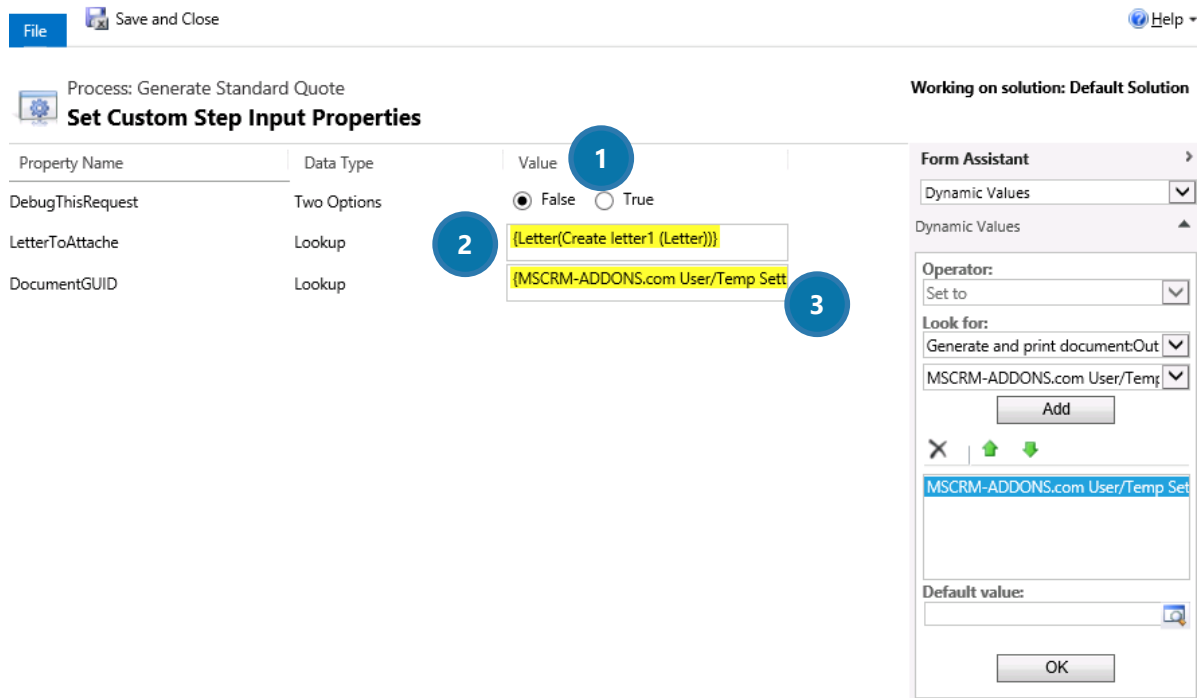 File
Save and Close
Help
Process: Generate Standard Quote
Set Custom Step Input Properties
Working on solution: Default Solution
Property Name Data Type Value 1
DebugThisRequest Two Options False True
LetterToAttache Lookup 2 {Letter(Create letter1 (Letter))}
DocumentGUID Lookup {MSCRM-ADDONS.com User/Temp Sett
3
Form Assistant
Dynamic Values
Dynamic Values
Operator:
Set to
Look for:
Generate and print document:Out
MSCRM-ADDONS.com User/Temp
Add
MSCRM-ADDONS.com User/Temp Set
Default value:
OK